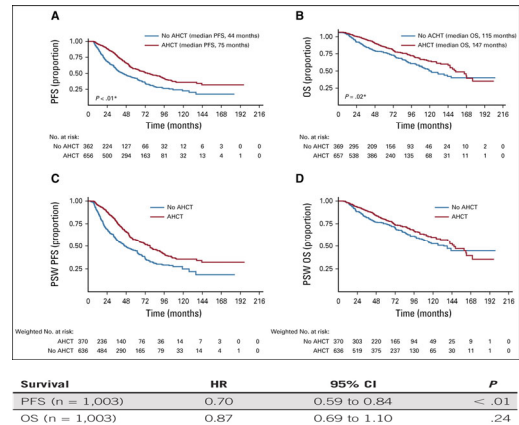 A
No AHCT (median PFS, 44 months)
AHCT (median PFS, 75 months)
PFS (proportion)
1.00
0.75
0.50
0.25
P < .01*
0 24 48 72 96 120 144 168 192 216
Time (months)
No. at risk:
No AHCT 362 224 127 66 32 12 6 3 0 0
AHCT 656 500 294 163 81 32 13 4 1 0
B
No ACHT (median OS, 115 months)
AHCT (median OS, 147 months)
OS (proportion)
1.00
0.75
0.50
0.25
P = .02*
0 24 48 72 96 120 144 168 192 216
Time (months)
No. at risk:
No AHCT 369 295 209 156 93 46 24 10 2 0
AHCT 657 538 386 240 135 68 31 11 1 0
C
No AHCT
AHCT
PSW PFS (proportion)
1.00
0.75
0.50
0.25
0 24 48 72 96 120 144 168 192 216
Time (months)
Weighted No. at risk:
AHCT 370 236 140 76 36 14 7 3 0 0
No AHCT 636 484 290 165 79 33 14 4 1 0
D
No AHCT
AHCT
PSW OS (proportion)
1.00
0.75
0.50
0.25
0 24 48 72 96 120 144 168 192 216
Time (months)
Weighted No. at risk:
AHCT 370 303 220 165 94 49 25 9 1 0
No AHCT 636 519 375 237 130 65 30 11 1 0
Survival HR 95% CI P
PFS (n = 1,003) 0.70 0.59 to 0.84 < .01
OS (n = 1,003) 0.87 0.69 to 1.10 .24